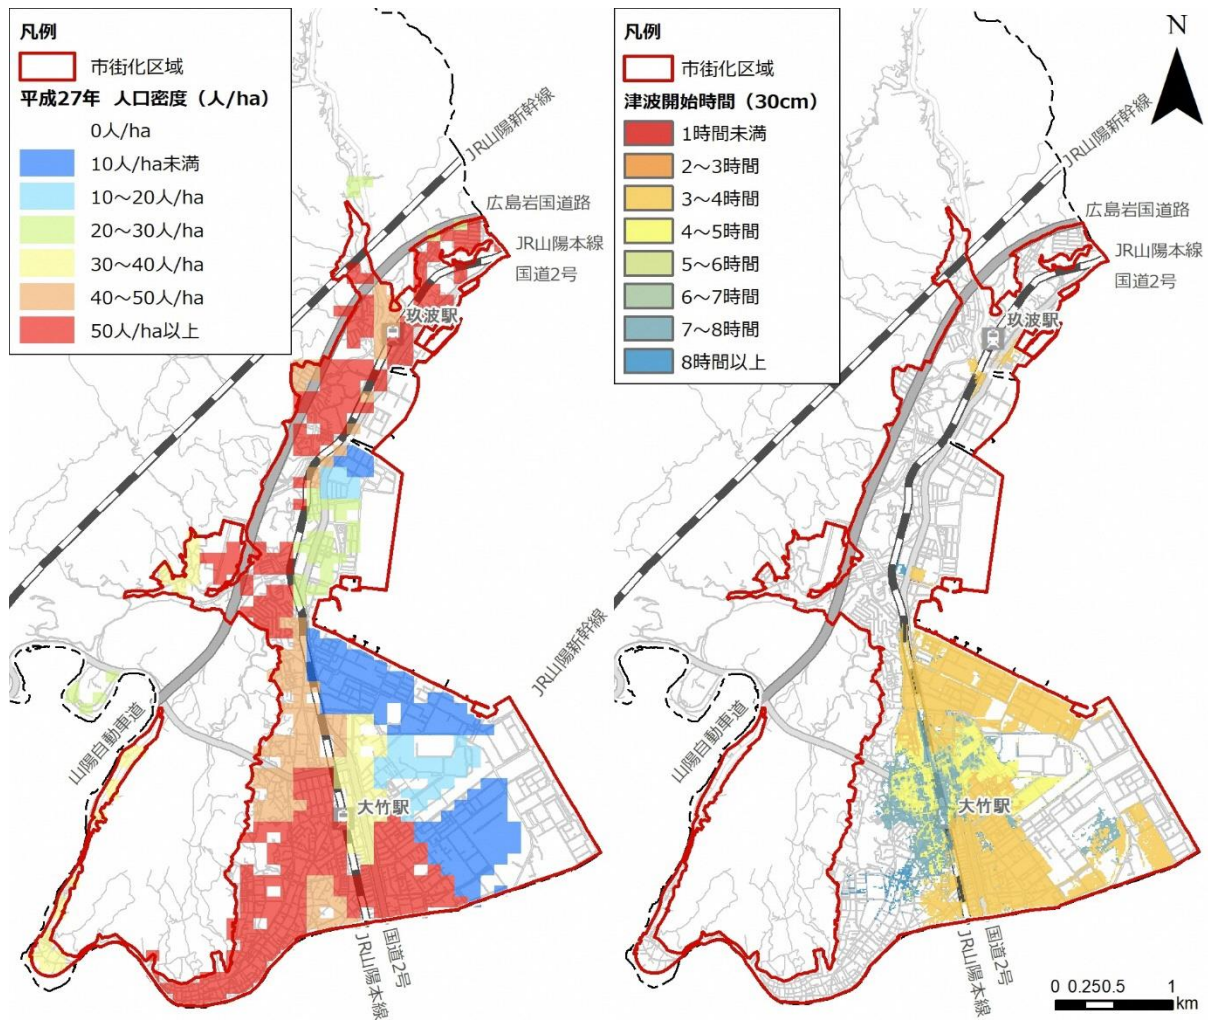 凡例
市街化区域
平成27年 人口密度（人/ha）
0人/ha
10人/ha未満
10～20人/ha
20～30人/ha
30～40人/ha
40～50人/ha
50人/ha以上
JR山陽新幹線
広島岩国道路
JR山陽本線
国道2号
玖波駅
山陽自動車道
大竹駅
JR山陽新幹線
国道2号
JR山陽本線
凡例
市街化区域
津波開始時間（30cm）
1時間未満
2～3時間
3～4時間
4～5時間
5～6時間
6～7時間
7～8時間
8時間以上
N
JR山陽新幹線
広島岩国道路
JR山陽本線
国道2号
玖波駅
山陽自動車道
大竹駅
国道2号
JR山陽本線
0 0.25 0.5 1
km